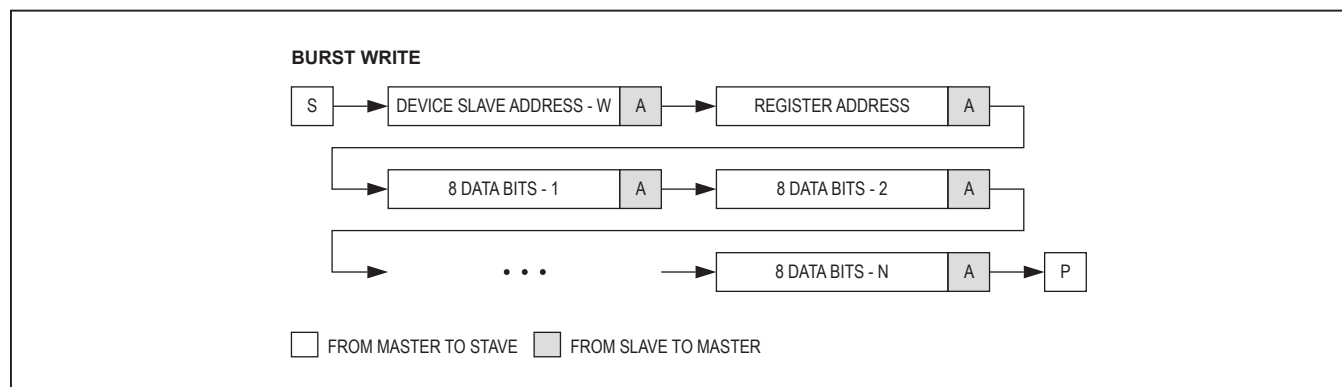 BURST WRITE
S DEVICE SLAVE ADDRESS - W A REGISTER ADDRESS A
8 DATA BITS - 1 A 8 DATA BITS - 2 A
• • • 8 DATA BITS - N A P
FROM MASTER TO STAVE FROM SLAVE TO MASTER